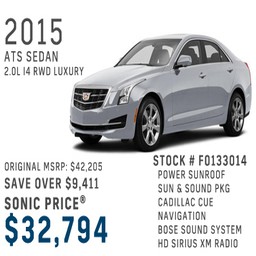 2015
ATS SEDAN
2.0L I4 RWD LUXURY
ORIGINAL MSRP: $42,205
SAVE OVER $9,411
SONIC PRICE®
$32,794
STOCK # F0133014
POWER SUNROOF
SUN & SOUND PKG
CADILLAC CUE
NAVIGATION
BOSE SOUND SYSTEM
HD SIRIUS XM RADIO